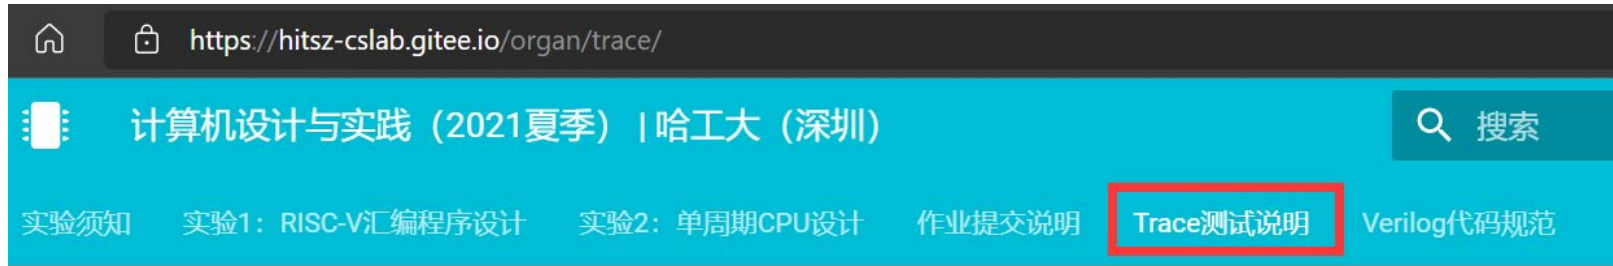 https://hitsz-cslab.gitee.io/organ/trace/
计算机设计与实践（2021夏季） | 哈工大（深圳） 搜索
实验须知 实验1：RISC-V汇编程序设计 实验2：单周期CPU设计 作业提交说明 Trace测试说明 Verilog代码规范